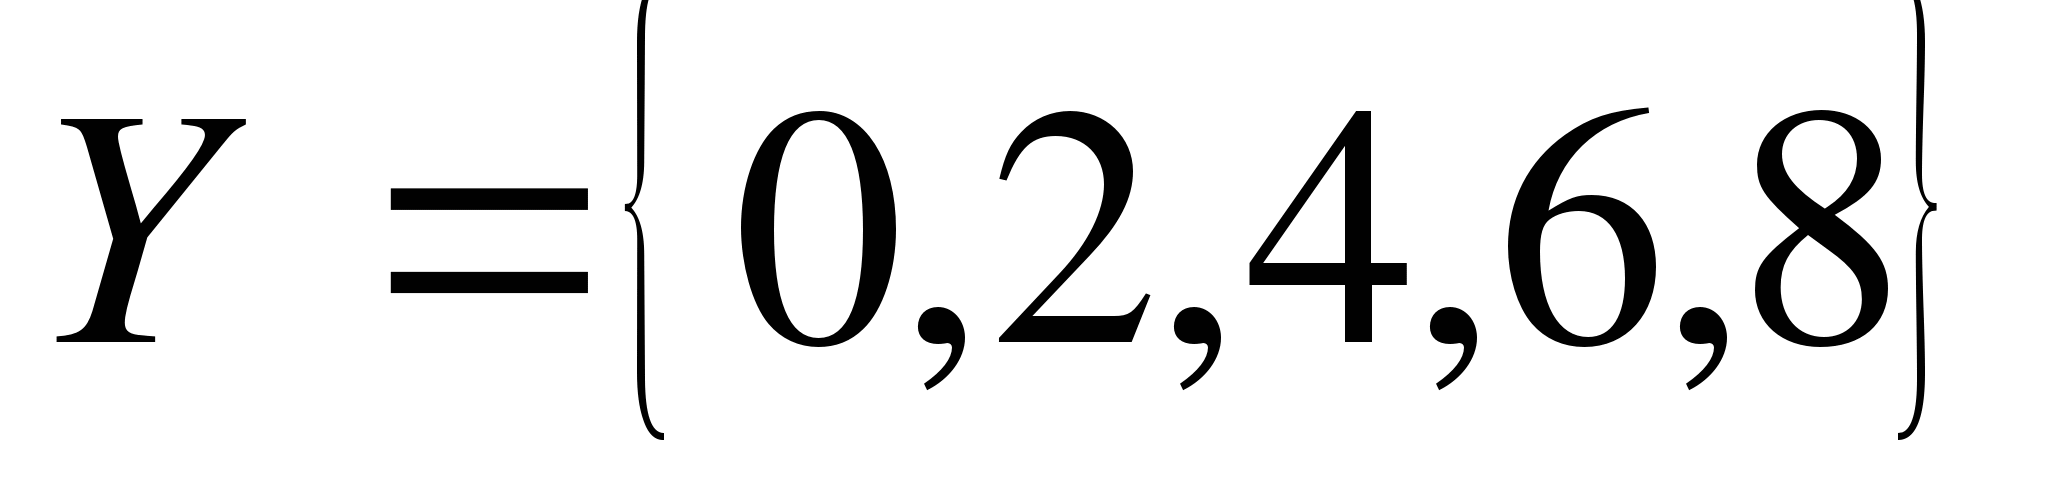 Y = {0,2,4,6,8}